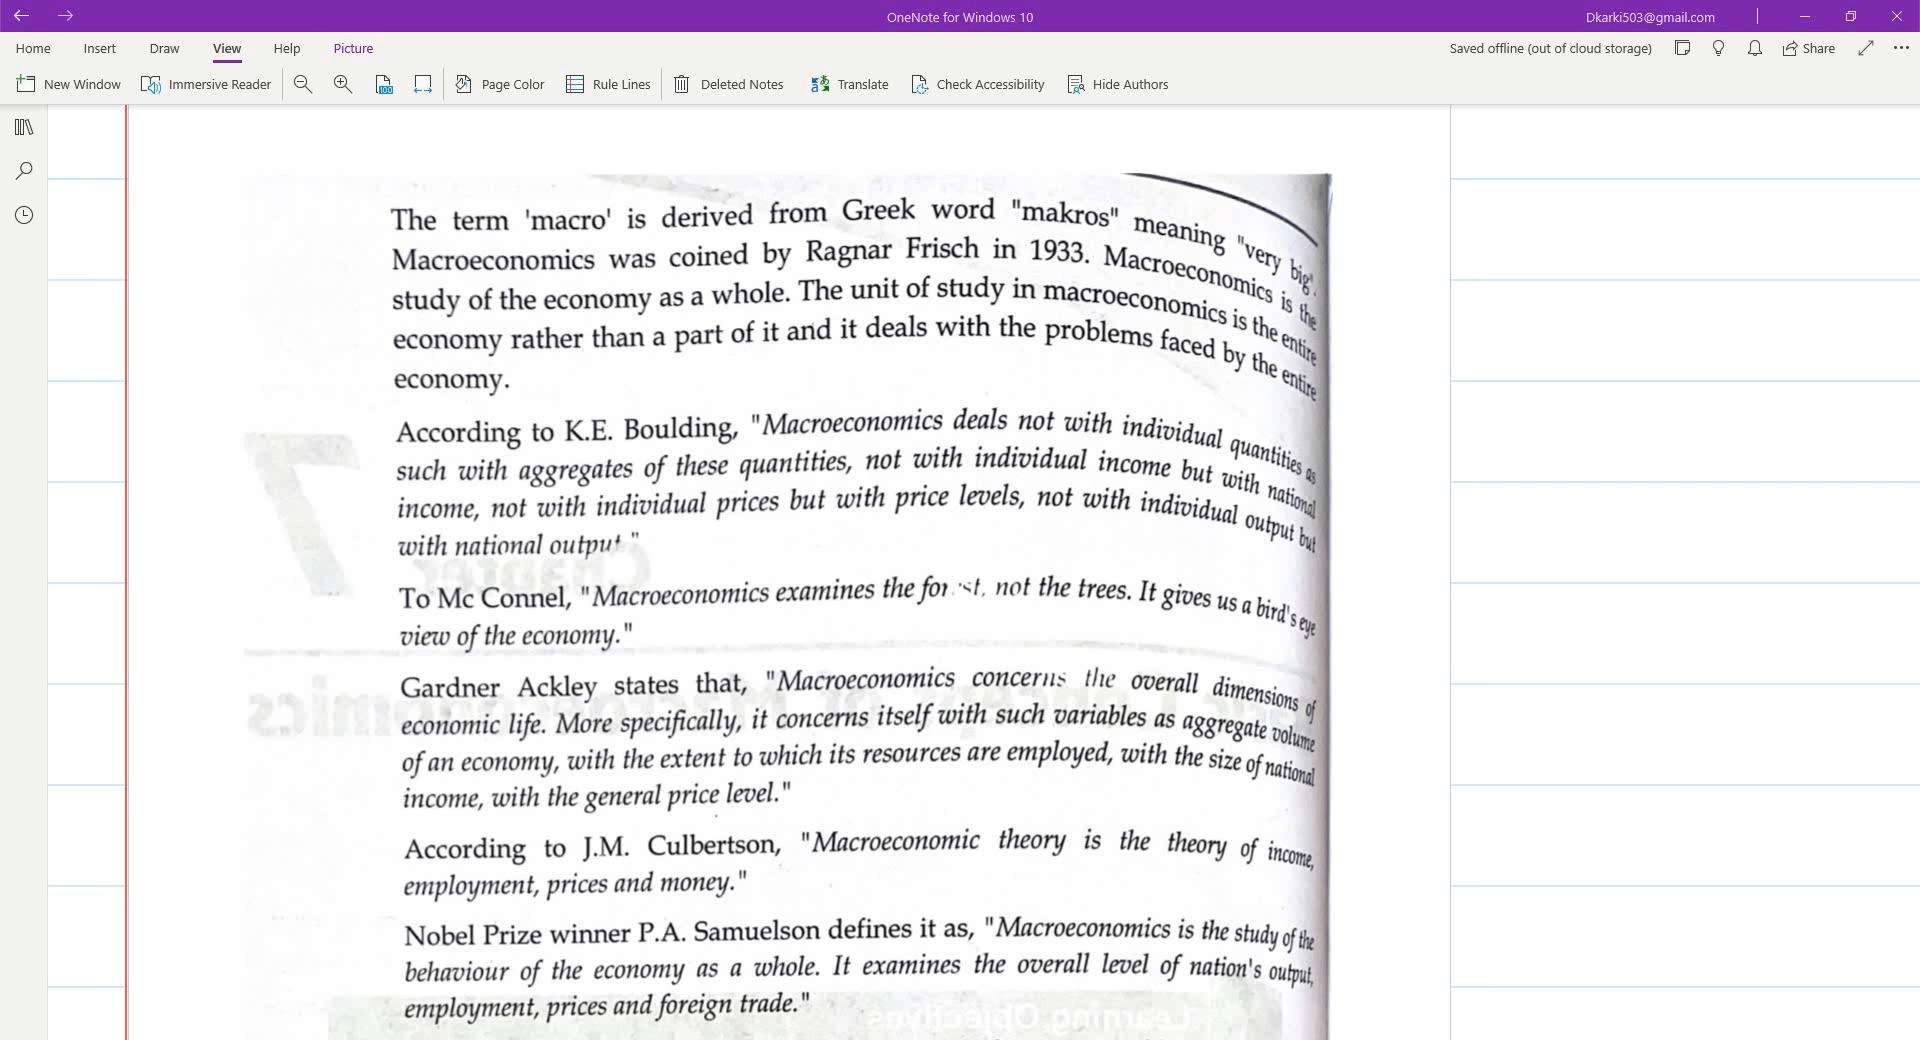 OneNote for Windows 10
Dkarki503@gmail.com
Home Insert Draw View Help Picture
Saved offline (out of cloud storage) Share
New Window Immersive Reader 100 Page Color Rule Lines Deleted Notes Translate Check Accessibility Hide Authors
The term 'macro' is derived from Greek word "makros" meaning "very big".
Macroeconomics was coined by Ragnar Frisch in 1933. Macroeconomics is the
study of the economy as a whole. The unit of study in macroeconomics is the entire
economy rather than a part of it and it deals with the problems faced by the entire
economy.
According to K.E. Boulding, "Macroeconomics deals not with individual quantities as
such with aggregates of these quantities, not with individual income but with national
income, not with individual prices but with price levels, not with individual output but
with national output."
To Mc Connel, "Macroeconomics examines the forest, not the trees. It gives us a bird's eye
view of the economy."
Gardner Ackley states that, "Macroeconomics concerns the overall dimensions of
economic life. More specifically, it concerns itself with such variables as aggregate volume
of an economy, with the extent to which its resources are employed, with the size of national
income, with the general price level."
According to J.M. Culbertson, "Macroeconomic theory is the theory of income,
employment, prices and money."
Nobel Prize winner P.A. Samuelson defines it as, "Macroeconomics is the study of the
behaviour of the economy as a whole. It examines the overall level of nation's output,
employment, prices and foreign trade."